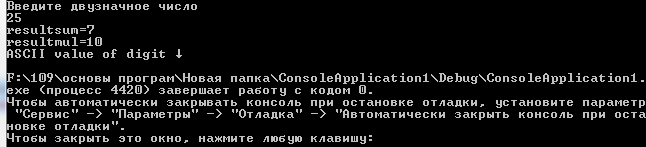 Введите двузначное число
25
resultsum=7
resultmul=10
ASCII value of digit ↓
F:\109\основы програм\Новая папка\ConsoleApplication1\Debug\ConsoleApplication1.
exe (процесс 4420) завершает работу с кодом 0.
Чтобы автоматически закрывать консоль при остановке отладки, установите параметр
"Сервис" -> "Параметры" -> "Отладка" -> "Автоматически закрыть консоль при оста
новке отладки".
Чтобы закрыть это окно, нажмите любую клавишу: